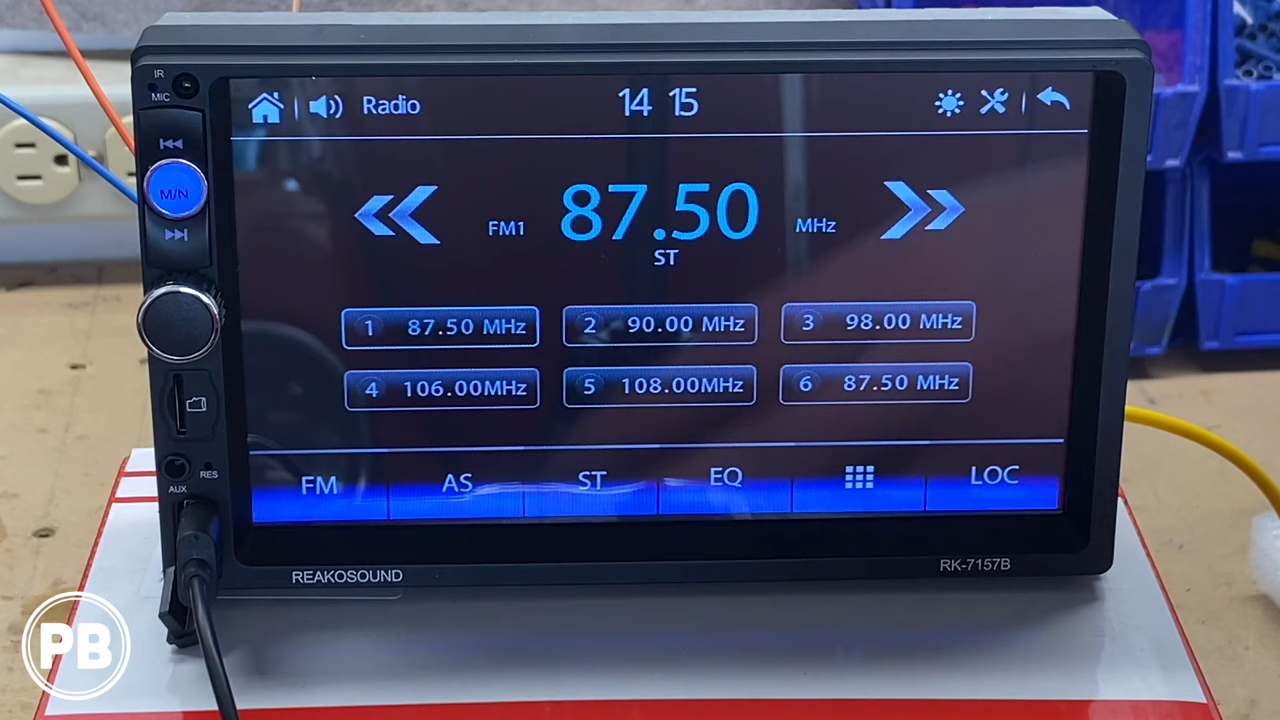 IR
MIC
M/N
RES
AUX
Radio
14 15
FM1 87.50 MHz
ST
1 87.50 MHz
2 90.00 MHz
3 98.00 MHz
4 106.00MHz
5 108.00MHz
6 87.50 MHz
FM
AS
ST
EQ
LOC
REAKOSOUND
RK-7157B
PB